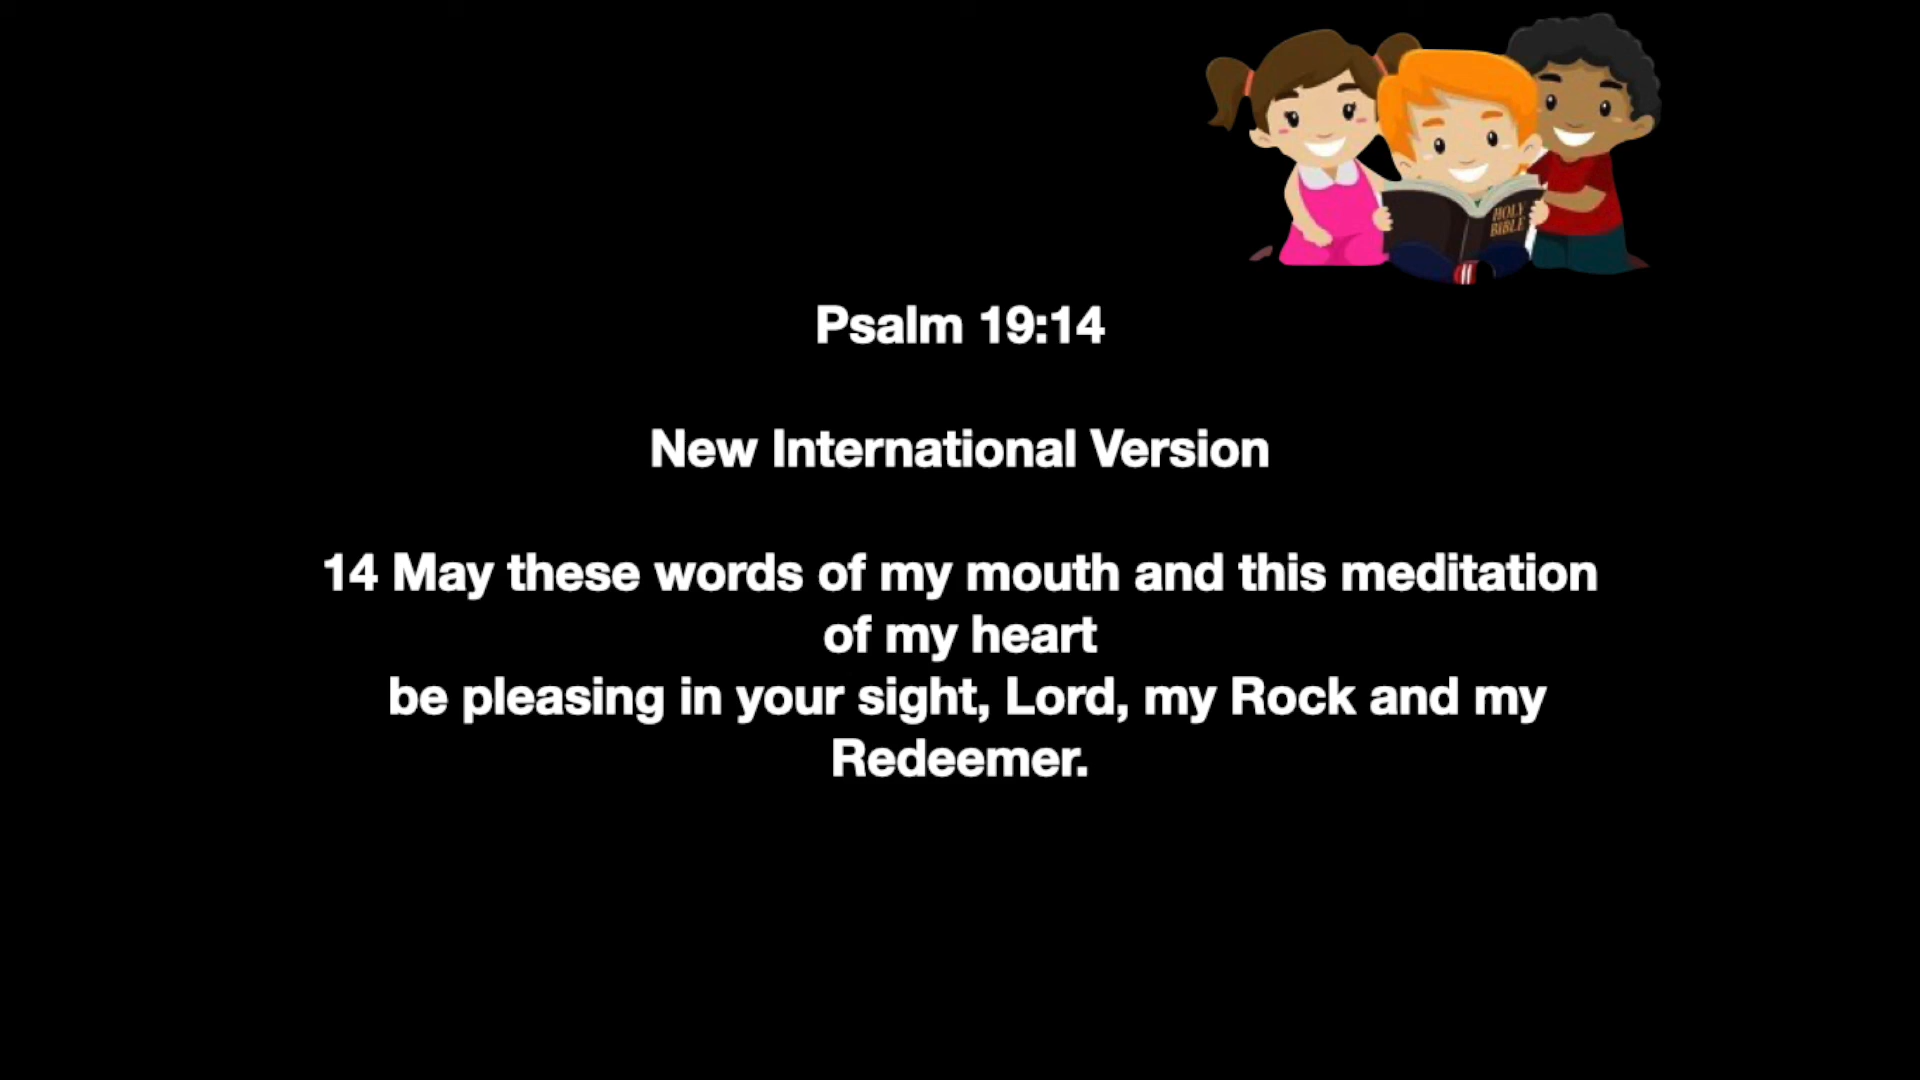 HOLY
BIBLE
Psalm 19:14
New International Version
14 May these words of my mouth and this meditation
of my heart
be pleasing in your sight, Lord, my Rock and my
Redeemer.